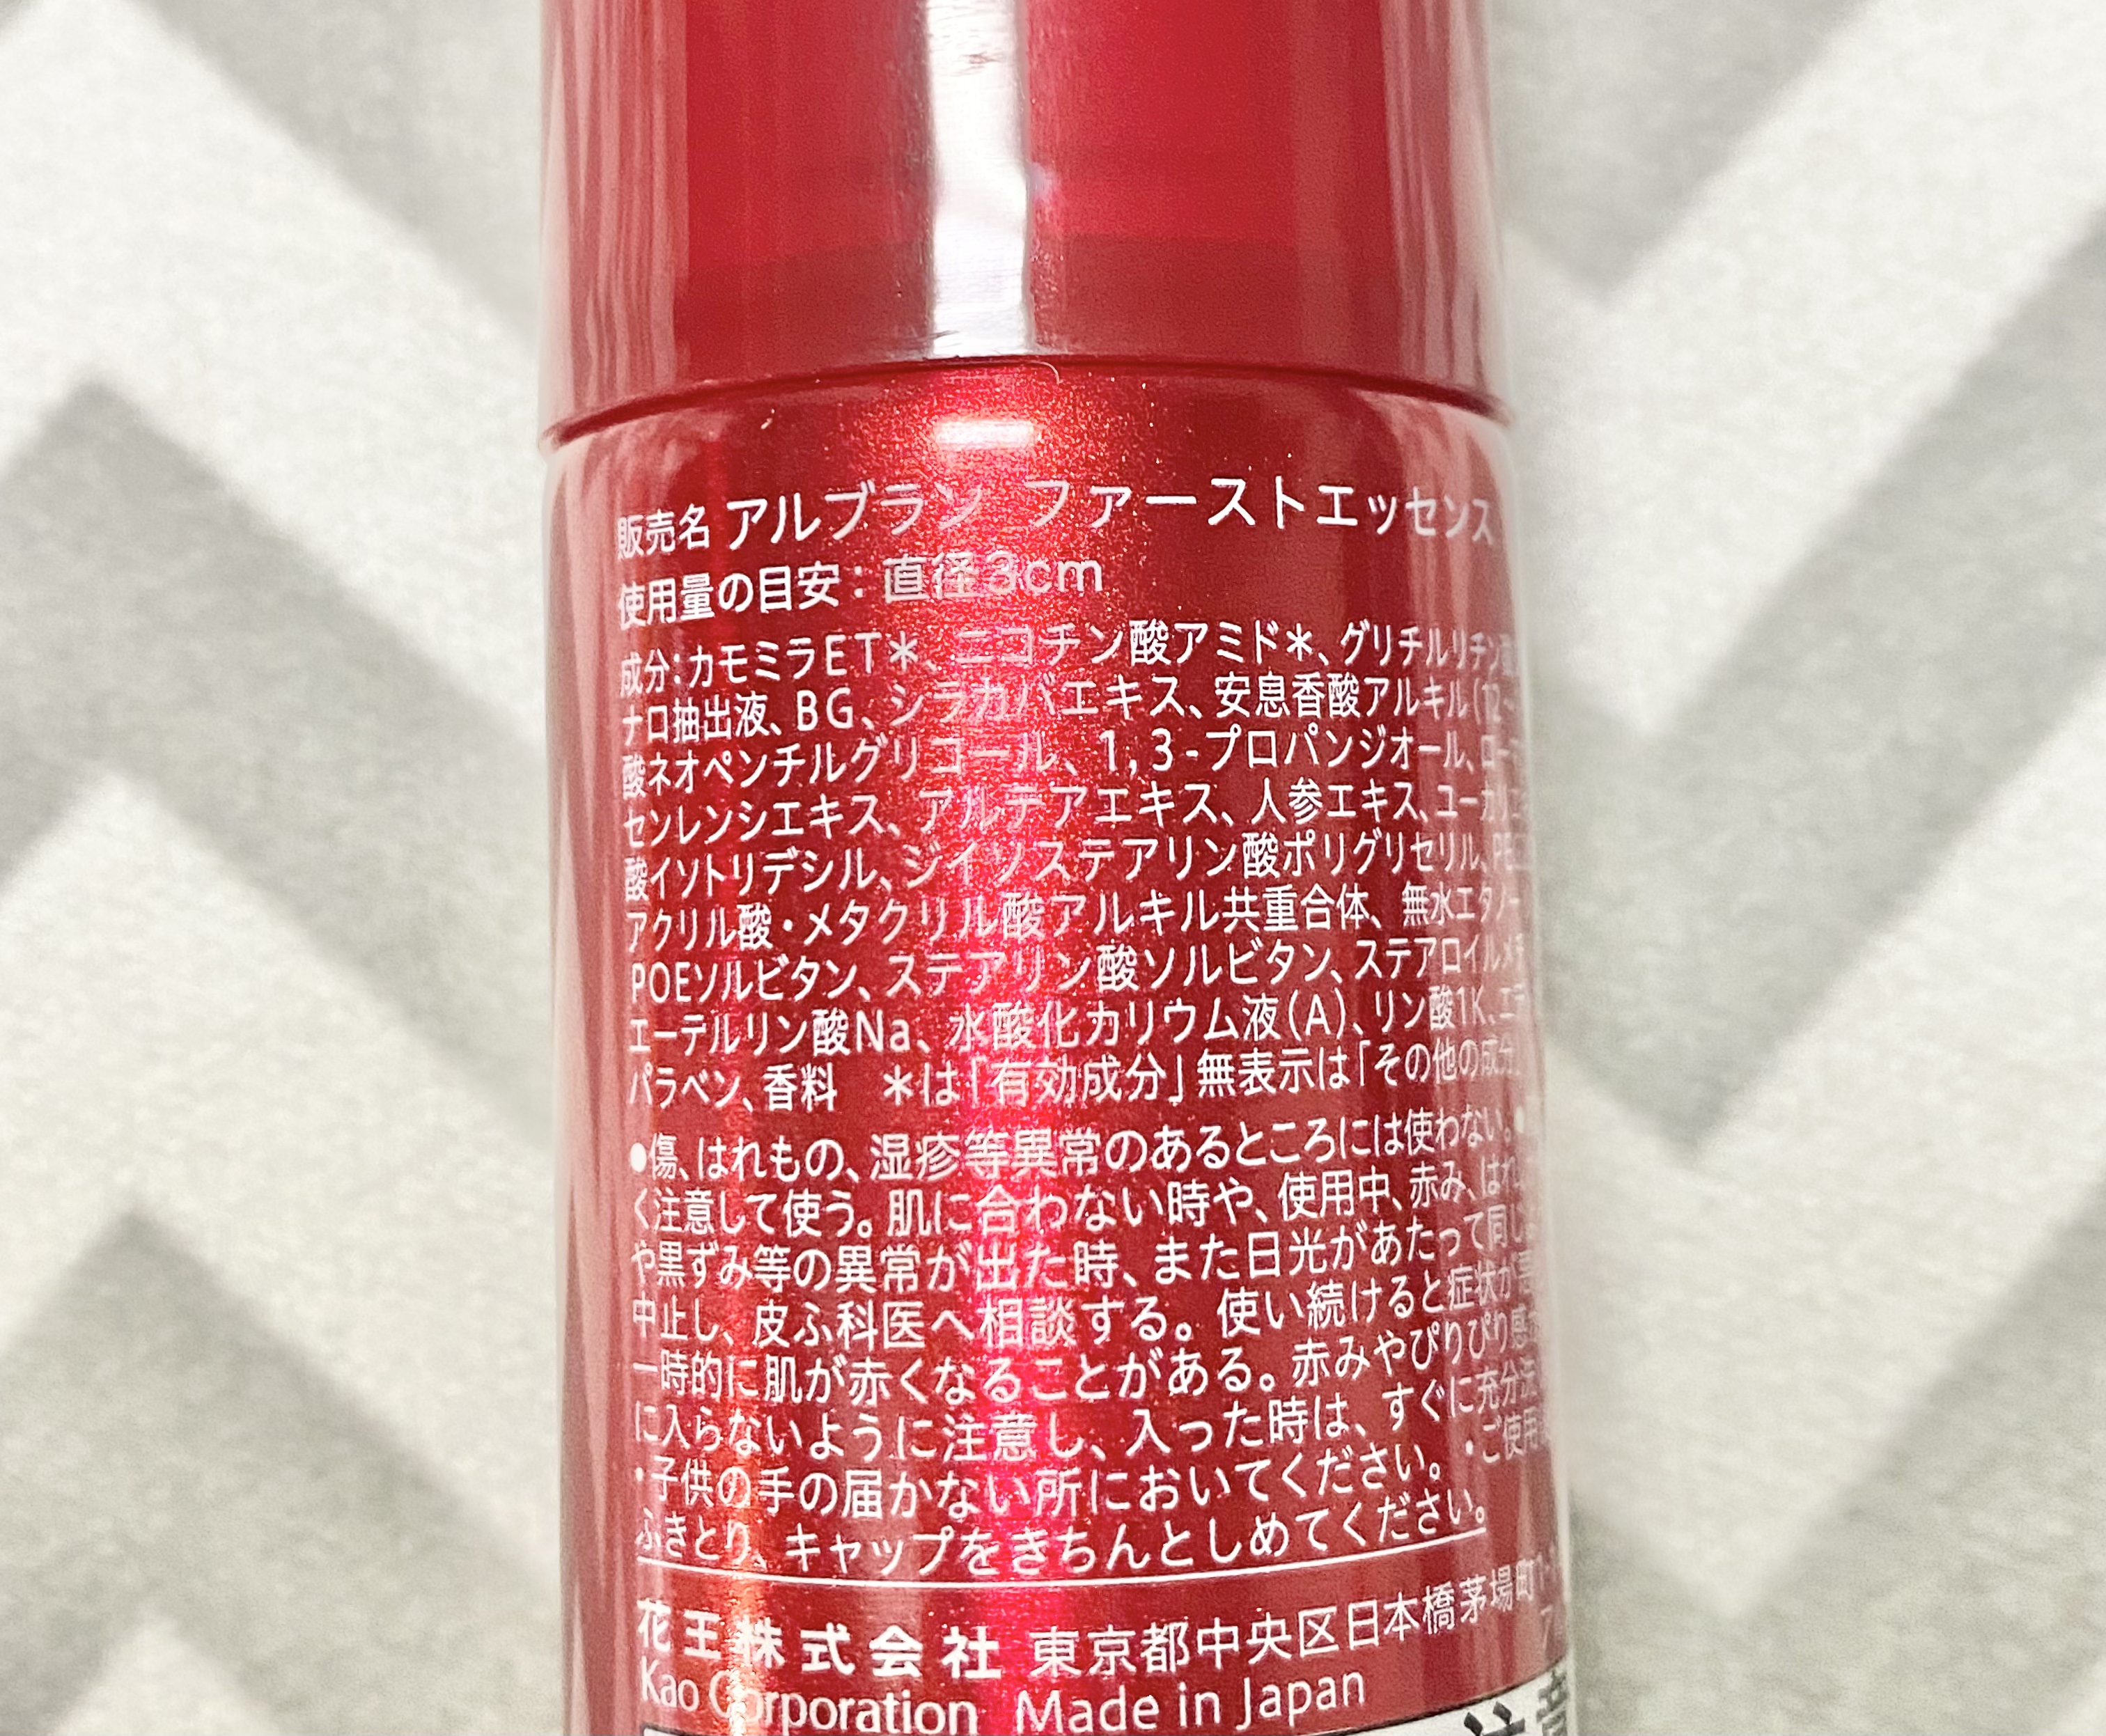 販売名 アルブラン ファーストエッセンス
使用量の目安：直径3cm
成分：カモミラET＊、ニコチン酸アミド＊、グリチルリチン
ナロ抽出液、BG、シラカバエキス、安息香酸アルキル(12
酸ネオペンチルグリコール、1,3-プロパンジオール、ロー
センレンシエキス、アルテアエキス、人参エキス、ユーカリエ
酸イソトリデシル、ジイソステアリン酸ポリグリセリル、
アクリル酸・メタクリル酸アルキル共重合体、無水エタノー
POEソルビタン、ステアリン酸ソルビタン、ステアロイルメチ
エーテルリン酸Na、水酸化カリウム液(A)、リン酸1K、エデ
パラベン、香料 ＊は「有効成分」無表示は「その他の成分」
●傷、はれもの、湿疹等異常のあるところには使わない。●
く注意して使う。肌に合わない時や、使用中、赤み、はれ
や黒ずみ等の異常が出た時、また日光があたって同じ
中止し、皮ふ科医へ相談する。使い続けると症状が
一時的に肌が赤くなることがある。赤みやぴりぴり感
に入らないように注意し、入った時は、すぐに充分
・子供の手の届かない所においてください。・ご使用
ふきとり、キャップをきちんとしめてください。
花王株式会社 東京都中央区日本橋茅場町
Kao Corporation Made in Japan
注意